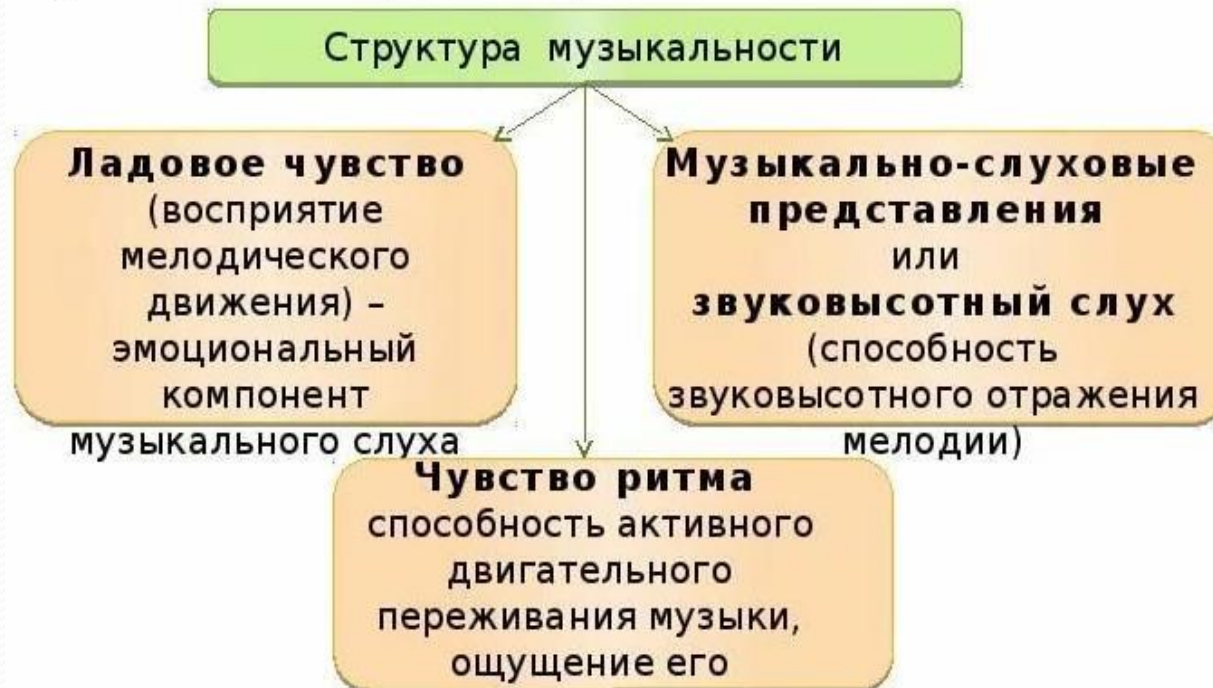 Структура музыкальности
Ладовое чувство
(восприятие
мелодического
движения) –
эмоциональный
компонент
музыкального слуха
Музыкально-слуховые
представления
или
звуковысотный слух
(способность
звуковысотного отражения
мелодии)
Чувство ритма
способность активного
двигательного
переживания музыки,
ощущение его